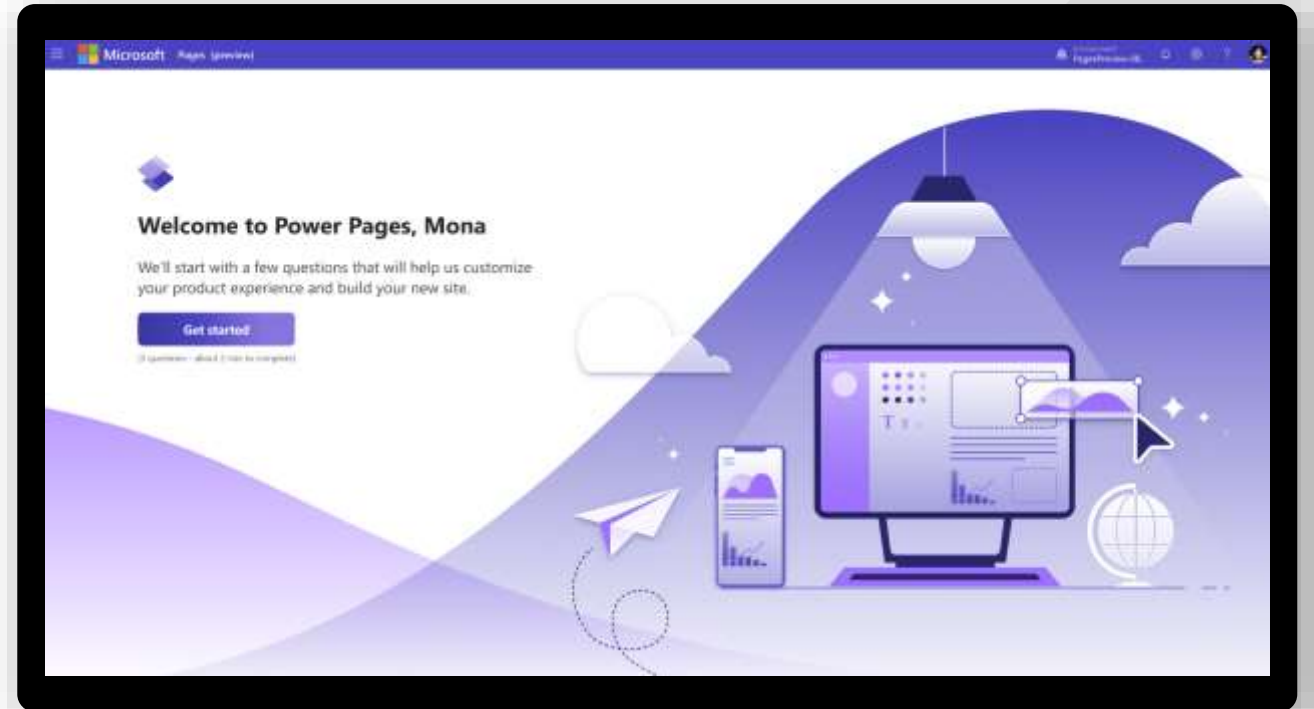 Microsoft Pages (preview)
?
Welcome to Power Pages, Mona
We'll start with a few questions that will help us customize
your product experience and build your new site.
Get started
T